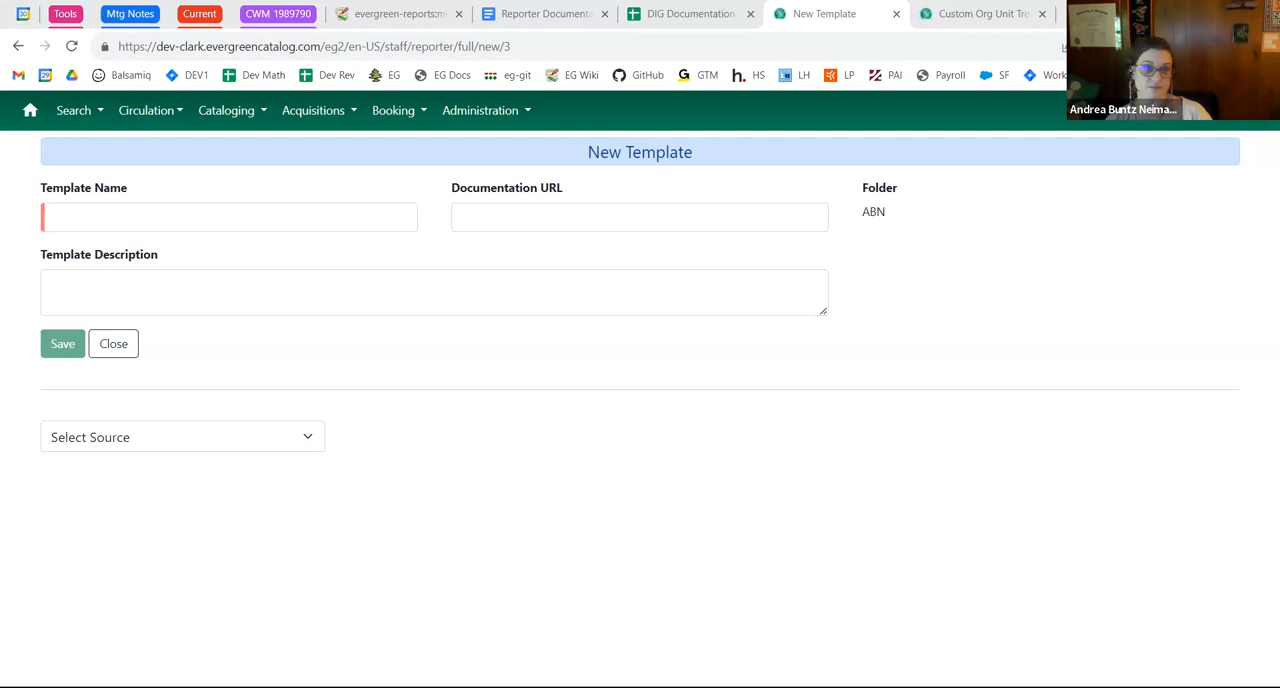 Tools Mtg Notes Current CWM 1989790 evergreen-reports:m Reporter Documenta DIG Documentation New Template Custom Org Unit Tre
https://dev-clark.evergreencatalog.com/eg2/en-US/staff/reporter/full/new/3
Balsamiq DEV1 Dev Math Dev Rev EG EG Docs eg-git EG Wiki GitHub GTM HS LH LP PAI Payroll SF Work
Search Circulation Cataloging Acquisitions Booking Administration
Andrea Buntz Neima...
New Template
Template Name Documentation URL Folder
ABN
Template Description
Save Close
Select Source